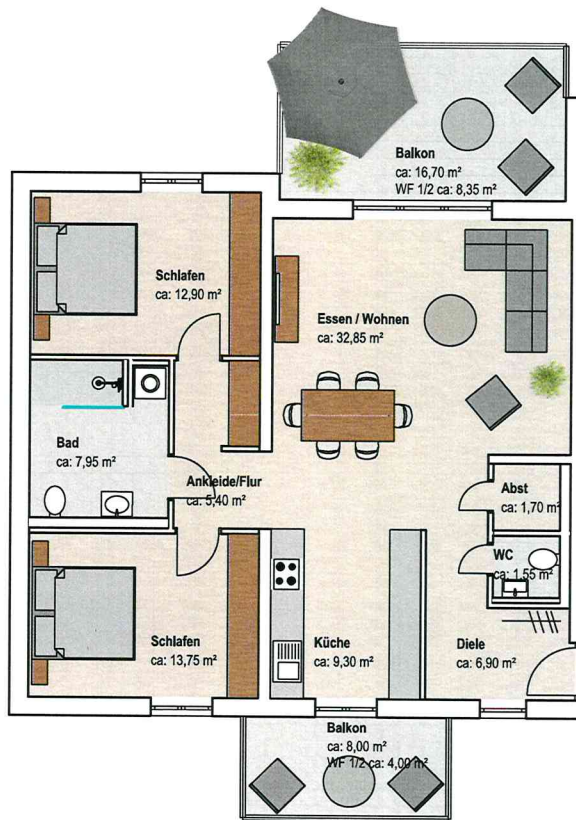 Balkon
ca: 16,70 m²
WF 1/2 ca: 8,35 m²
Schlafen
ca: 12,90 m²
Essen / Wohnen
ca: 32,85 m²
Bad
ca: 7,95 m²
Ankleide/Flur
ca: 5,40 m²
Abst
ca: 1,70 m²
WC
ca: 1,55 m²
Schlafen
ca: 13,75 m²
Küche
ca: 9,30 m²
Diele
ca: 6,90 m²
Balkon
ca: 8,00 m²
WF 1/2 ca: 4,00 m²